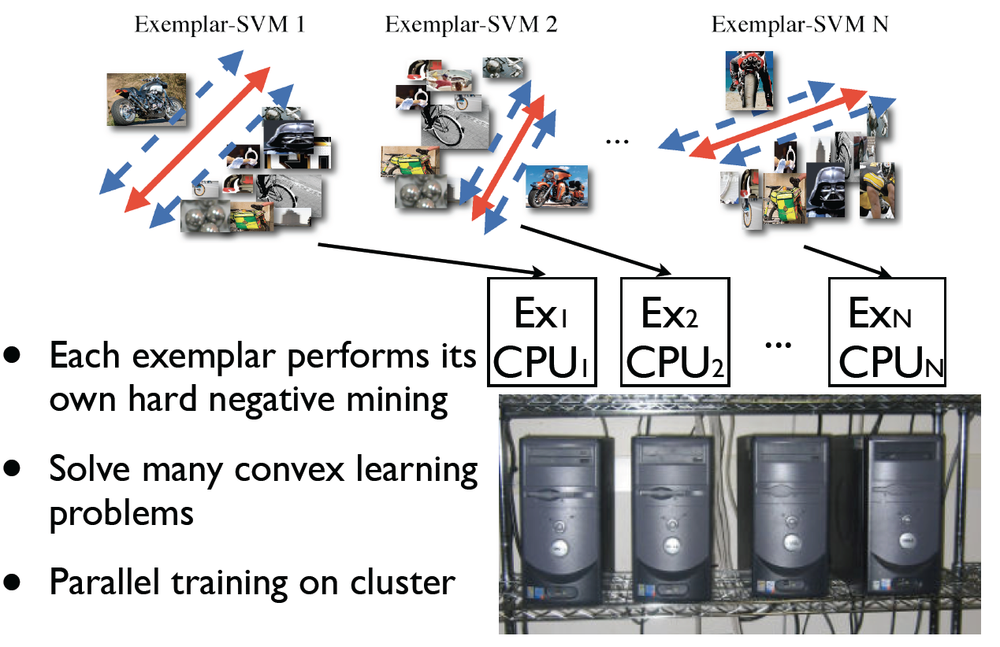 Exemplar-SVM 1
Exemplar-SVM 2
Exemplar-SVM N
...
Ex1
CPU1
Ex2
CPU2
...
ExN
CPUN
• Each exemplar performs its
own hard negative mining
• Solve many convex learning
problems
• Parallel training on cluster